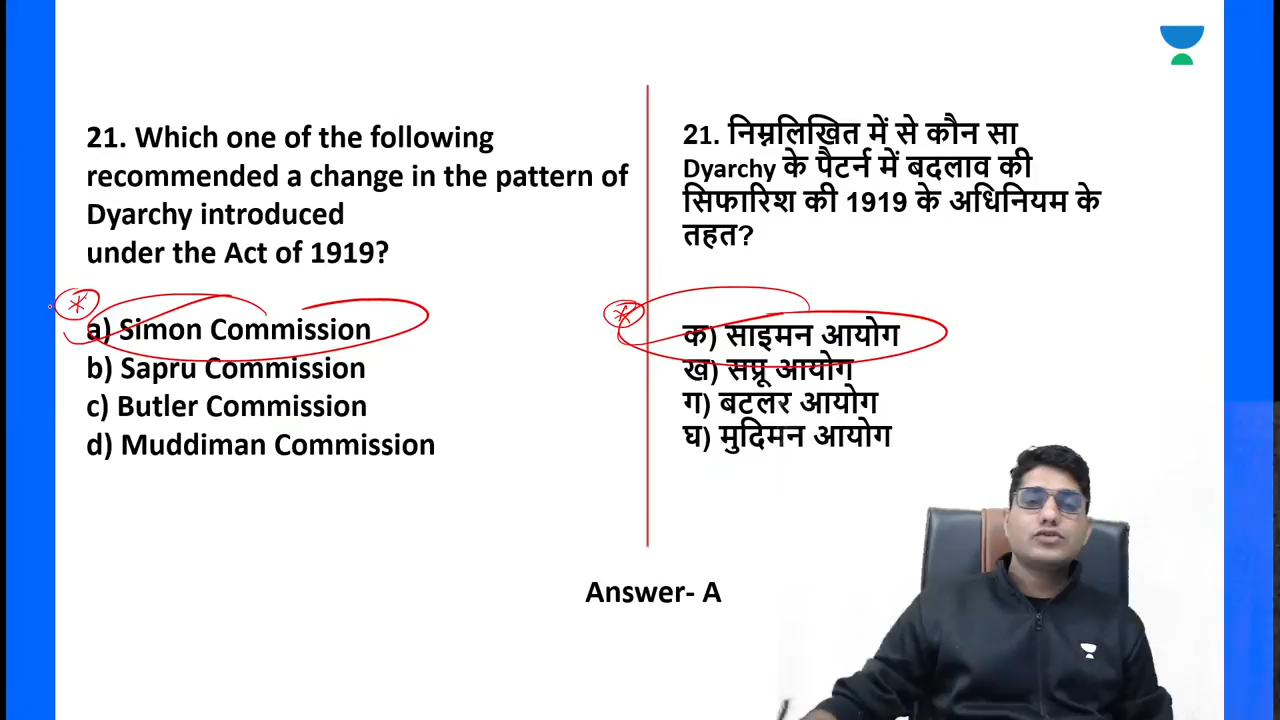 21. Which one of the following
recommended a change in the pattern of
Dyarchy introduced
under the Act of 1919?
a) Simon Commission
b) Sapru Commission
c) Butler Commission
d) Muddiman Commission
21. निम्नलिखित में से कौन सा
Dyarchy के पैटर्न में बदलाव की
सिफारिश की 1919 के अधिनियम के
तहत?
क) साइमन आयोग
ख) सप्रू आयोग
ग) बटलर आयोग
घ) मुदिमन आयोग
Answer- A